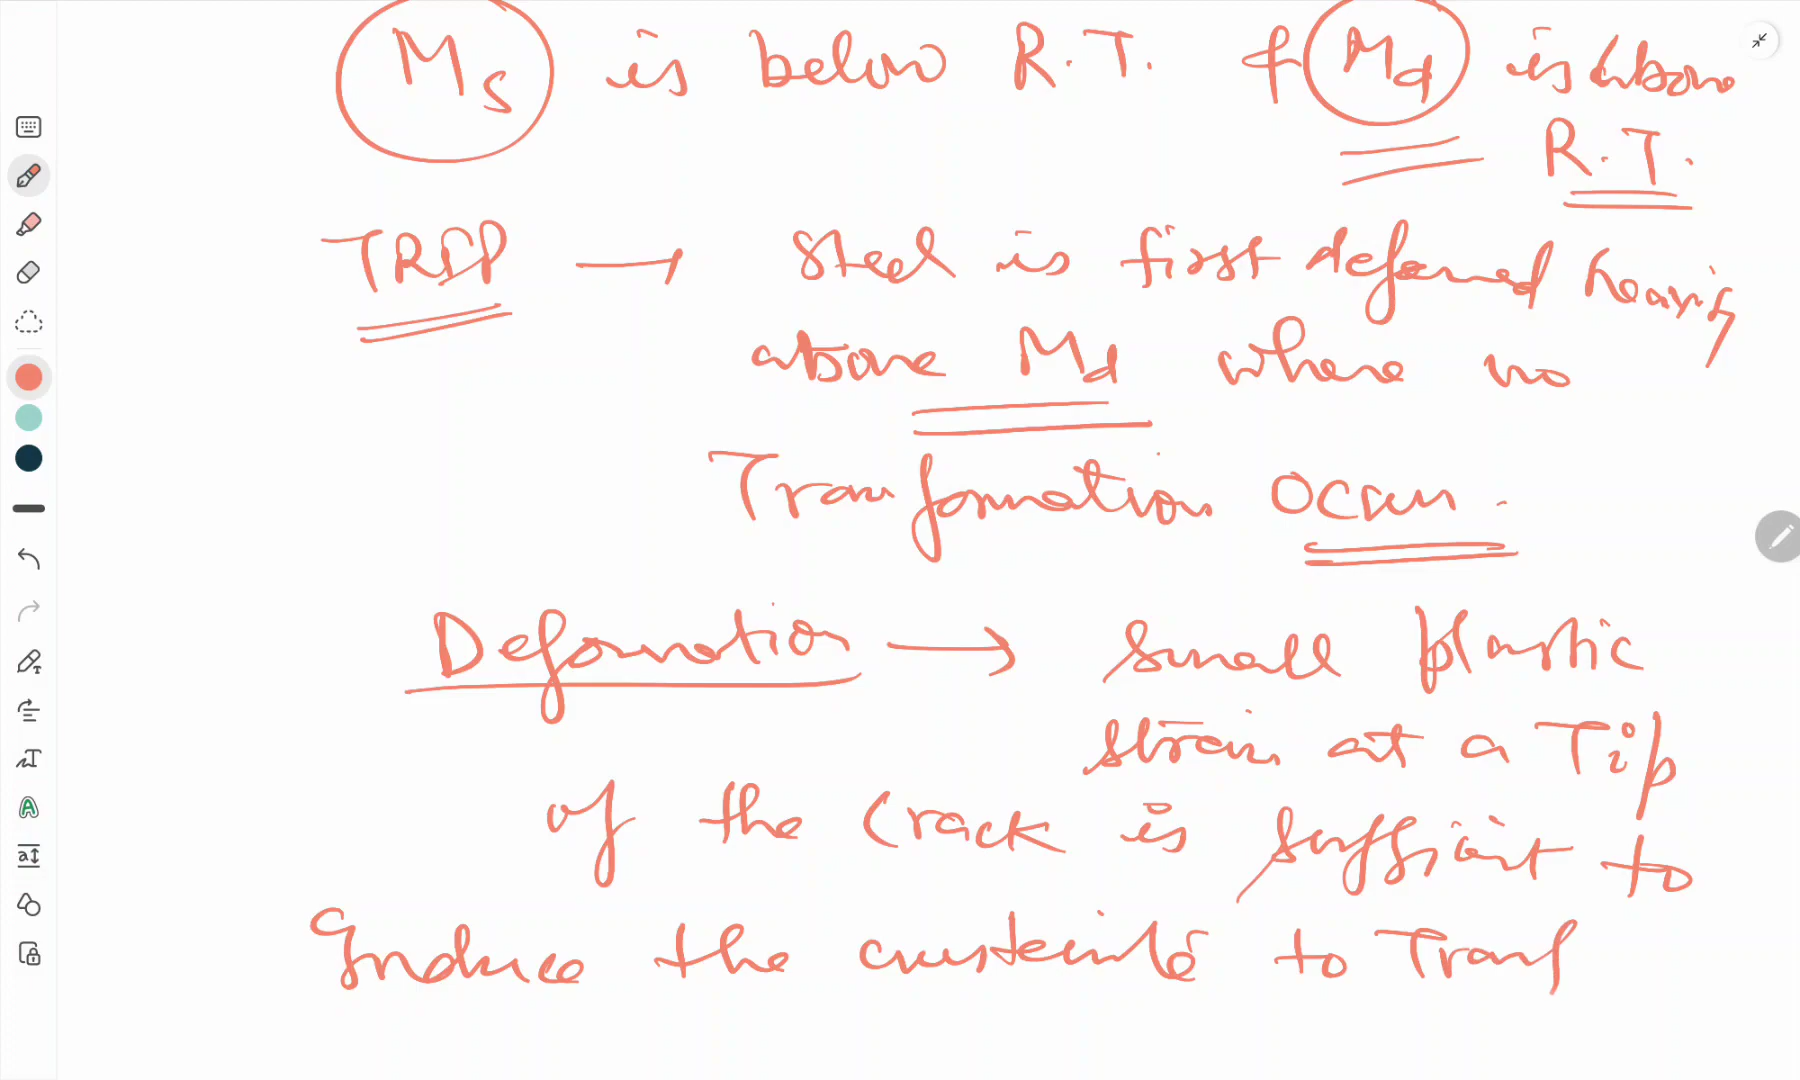 Ms is below R.T. & Md is above
R.T.
TRIP → Steel is first deformed heavily
above Md where no
Transformation occurs.
Deformation → small plastic
strain at a Tip
of the crack is sufficient to
Induce the austenite to Transf